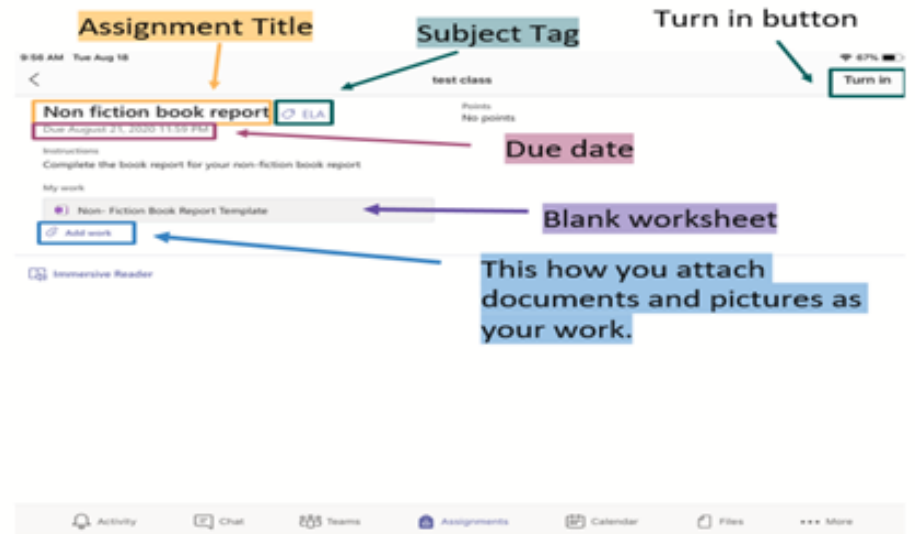 Assignment Title
Subject Tag
Turn in button
9:56 AM Tue Aug 18
67%
test class
Turn in
Non fiction book report
ELA
Points
No points
Due August 21, 2020 11:59 PM
Due date
Instructions
Complete the book report for your non-fiction book report
My work
Non- Fiction Book Report Template
Blank worksheet
Add work
This how you attach
documents and pictures as
your work.
Immersive Reader
Activity
Chat
Teams
Assignments
Calendar
Files
More